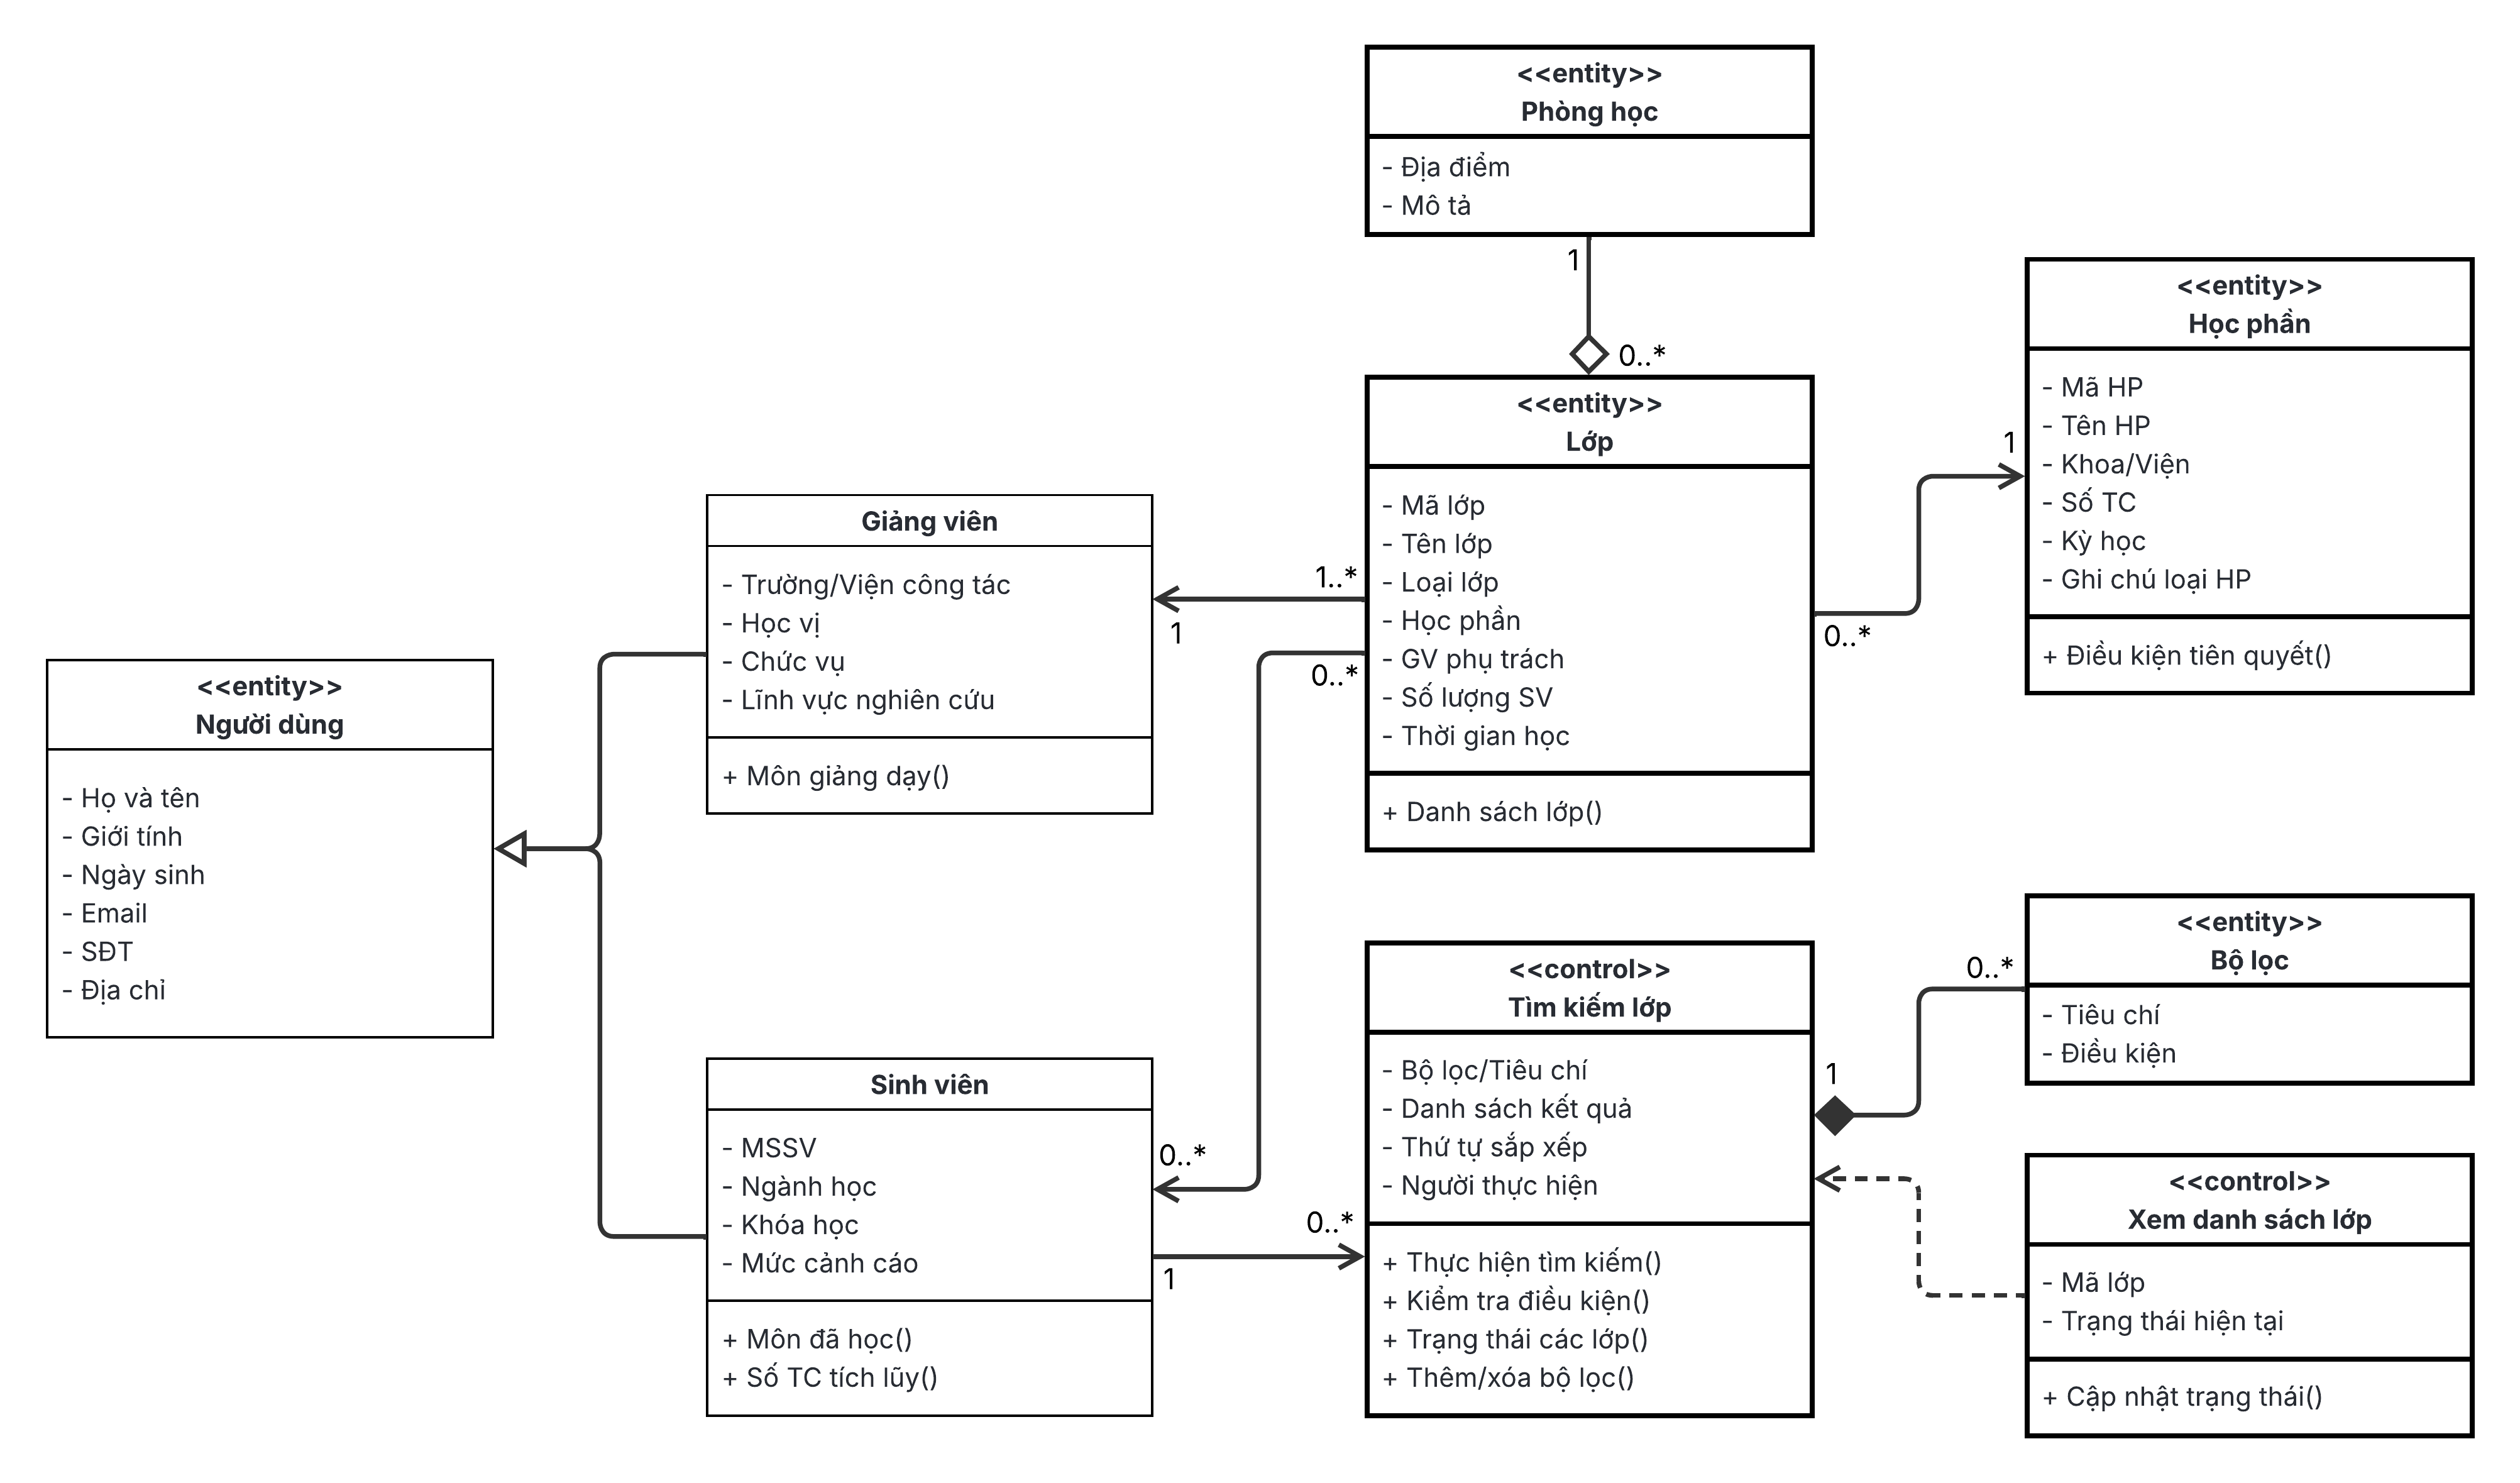 <<entity>>
Phòng học
- Địa điểm
- Mô tả
1
0..*
<<entity>>
Học phần
- Mã HP
- Tên HP
- Khoa/Viện
- Số TC
- Kỳ học
- Ghi chú loại HP
+ Điều kiện tiên quyết()
1
0..*
<<entity>>
Lớp
- Mã lớp
- Tên lớp
- Loại lớp
- Học phần
- GV phụ trách
- Số lượng SV
- Thời gian học
+ Danh sách lớp()
1..*
1
0..*
Giảng viên
- Trường/Viện công tác
- Học vị
- Chức vụ
- Lĩnh vực nghiên cứu
+ Môn giảng dạy()
<<entity>>
Người dùng
- Họ và tên
- Giới tính
- Ngày sinh
- Email
- SĐT
- Địa chỉ
Sinh viên
- MSSV
- Ngành học
- Khóa học
- Mức cảnh cáo
+ Môn đã học()
+ Số TC tích lũy()
0..*
0..*
1
<<control>>
Tìm kiếm lớp
- Bộ lọc/Tiêu chí
- Danh sách kết quả
- Thứ tự sắp xếp
- Người thực hiện
+ Thực hiện tìm kiếm()
+ Kiểm tra điều kiện()
+ Trạng thái các lớp()
+ Thêm/xóa bộ lọc()
0..*
1
<<entity>>
Bộ lọc
- Tiêu chí
- Điều kiện
<<control>>
Xem danh sách lớp
- Mã lớp
- Trạng thái hiện tại
+ Cập nhật trạng thái()